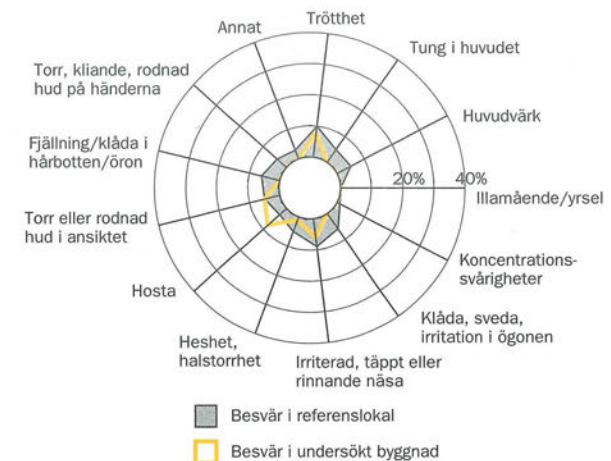 Trötthet
Annat
Tung i huvudet
Torr, kliande, rodnad
hud på händerna
Huvudvärk
Fjällning/klåda i
hårbotten/öron
20%
40%
Illamående/yrsel
Torr eller rodnad
hud i ansiktet
Koncentrations-
svårigheter
Hosta
Klåda, sveda,
irritation i ögonen
Heshet,
halstorrhet
Irriterad, täppt eller
rinnande näsa
Besvär i referenslokal
Besvär i undersökt byggnad